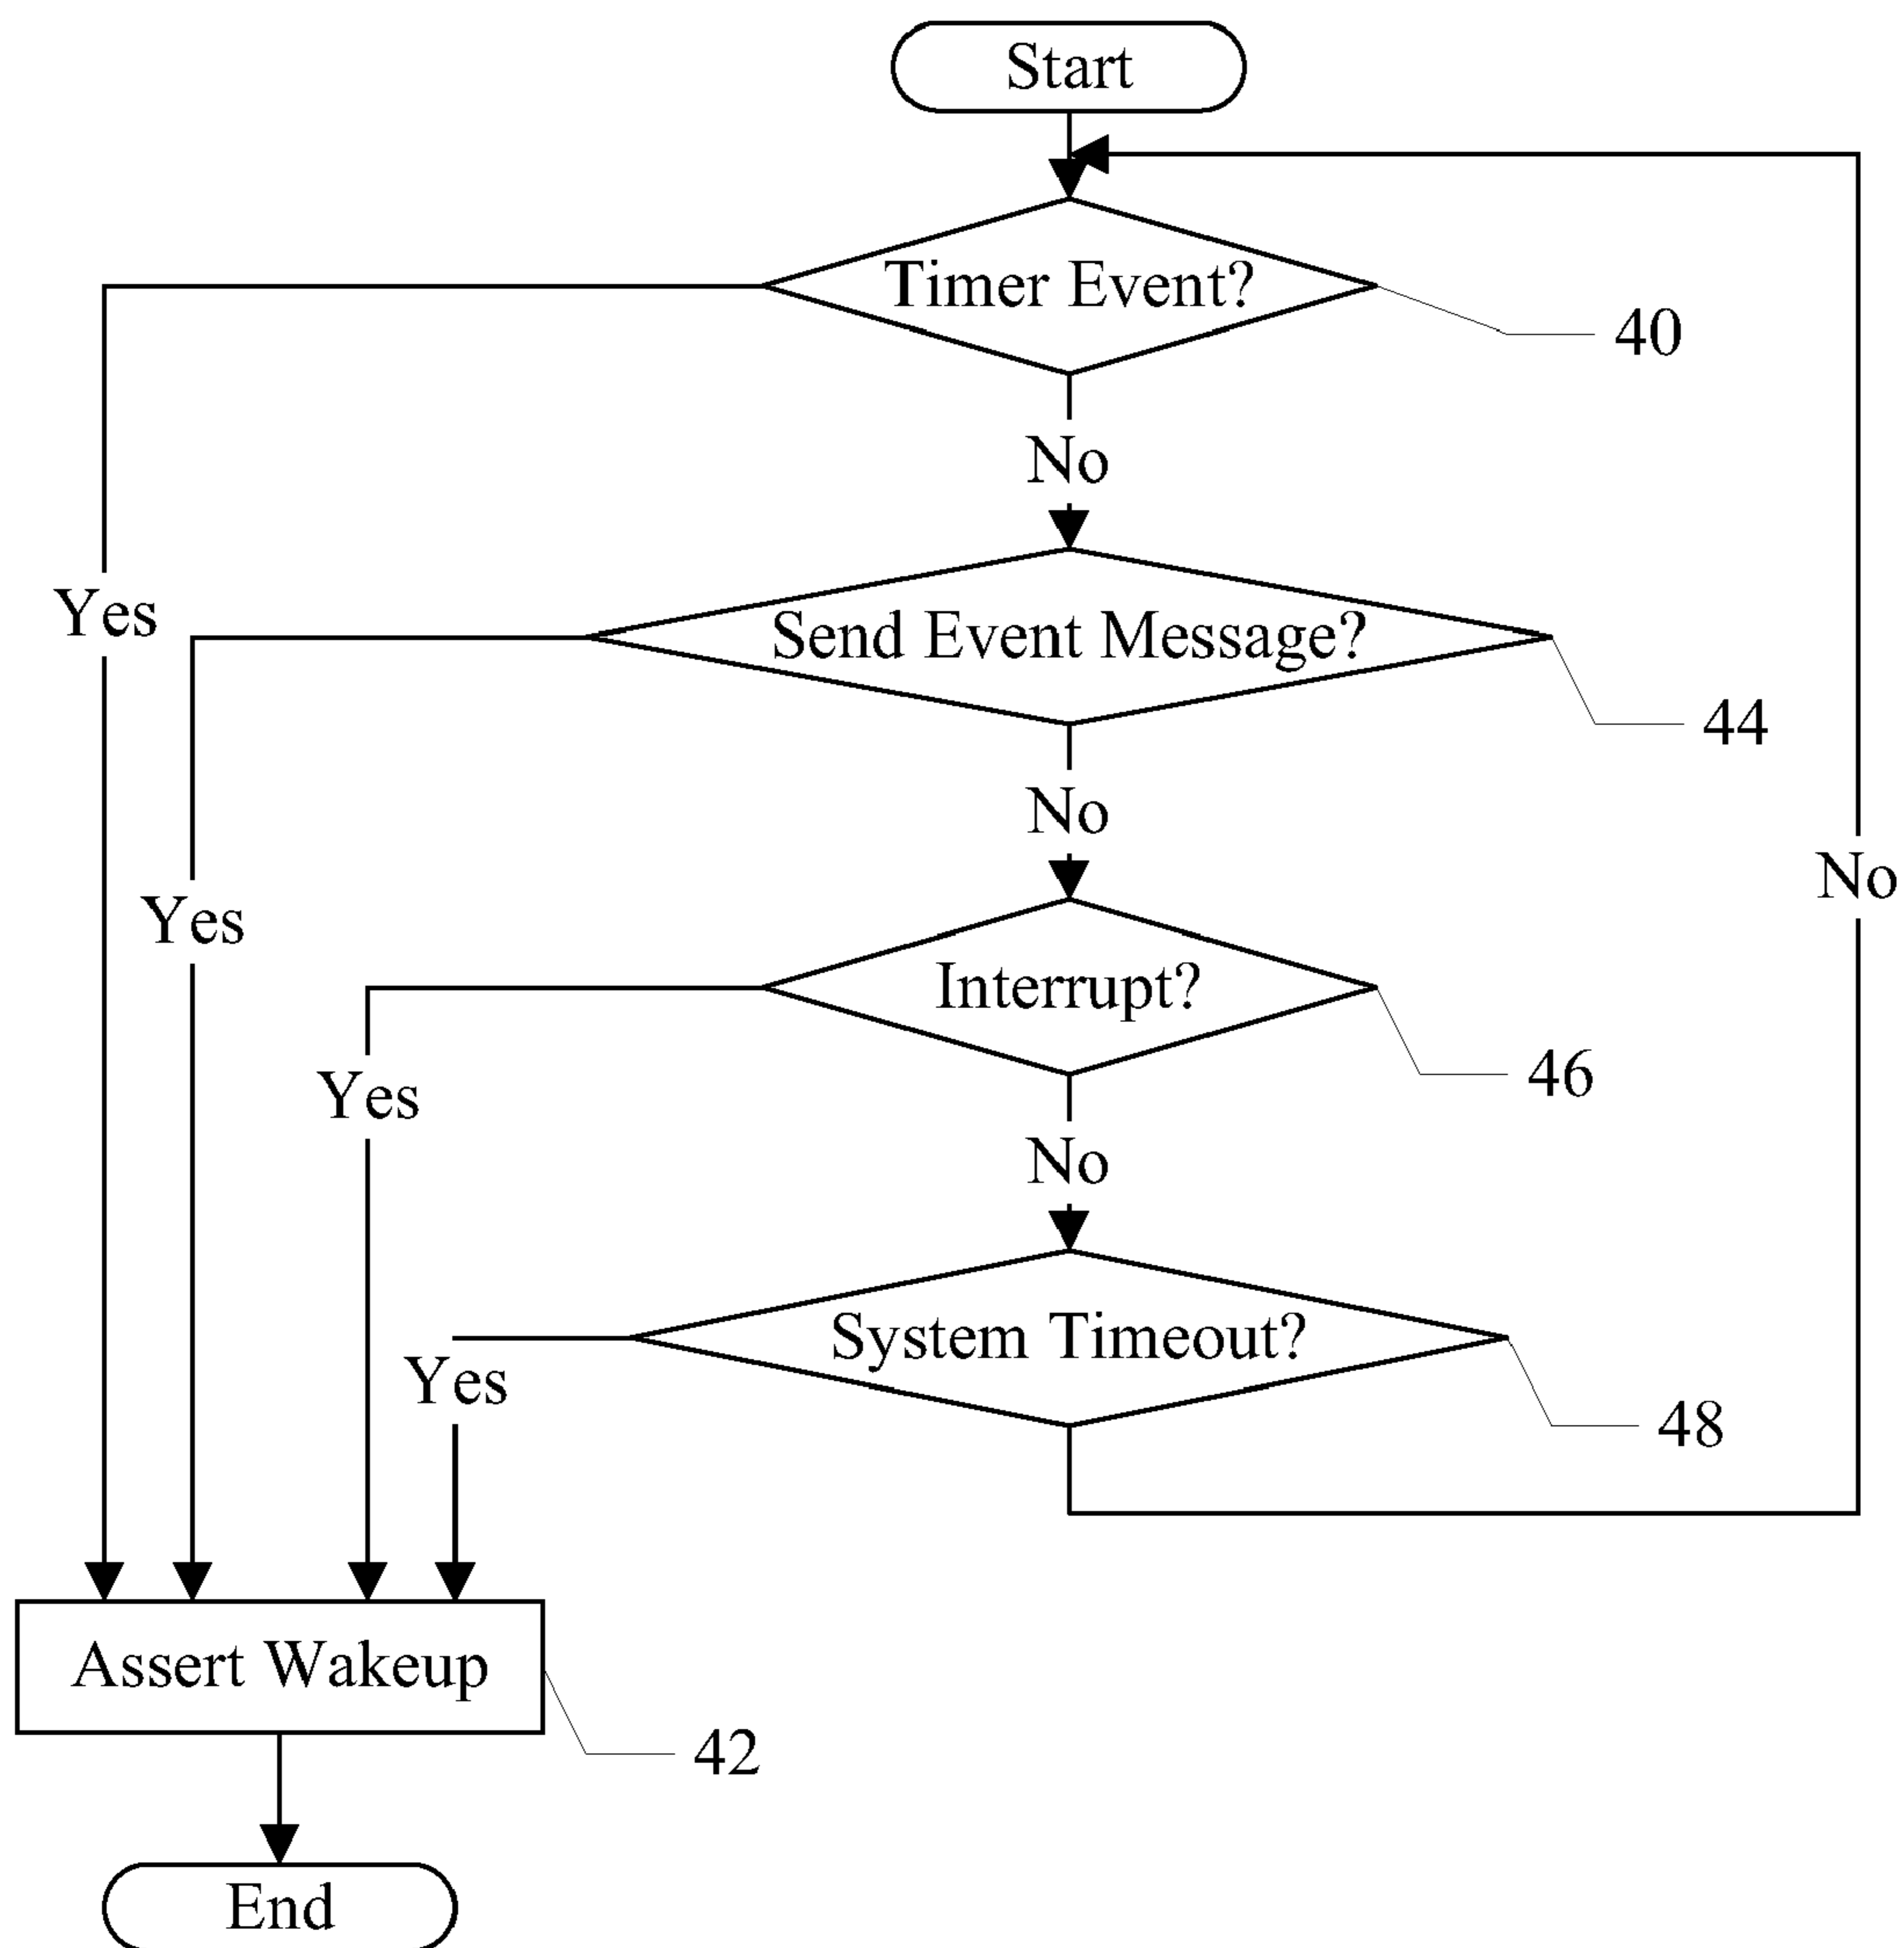 Start
Timer Event?
40
No
Yes
Send Event Message?
44
No
No
Yes
Interrupt?
46
Yes
No
System Timeout?
Yes
48
Assert Wakeup
42
End